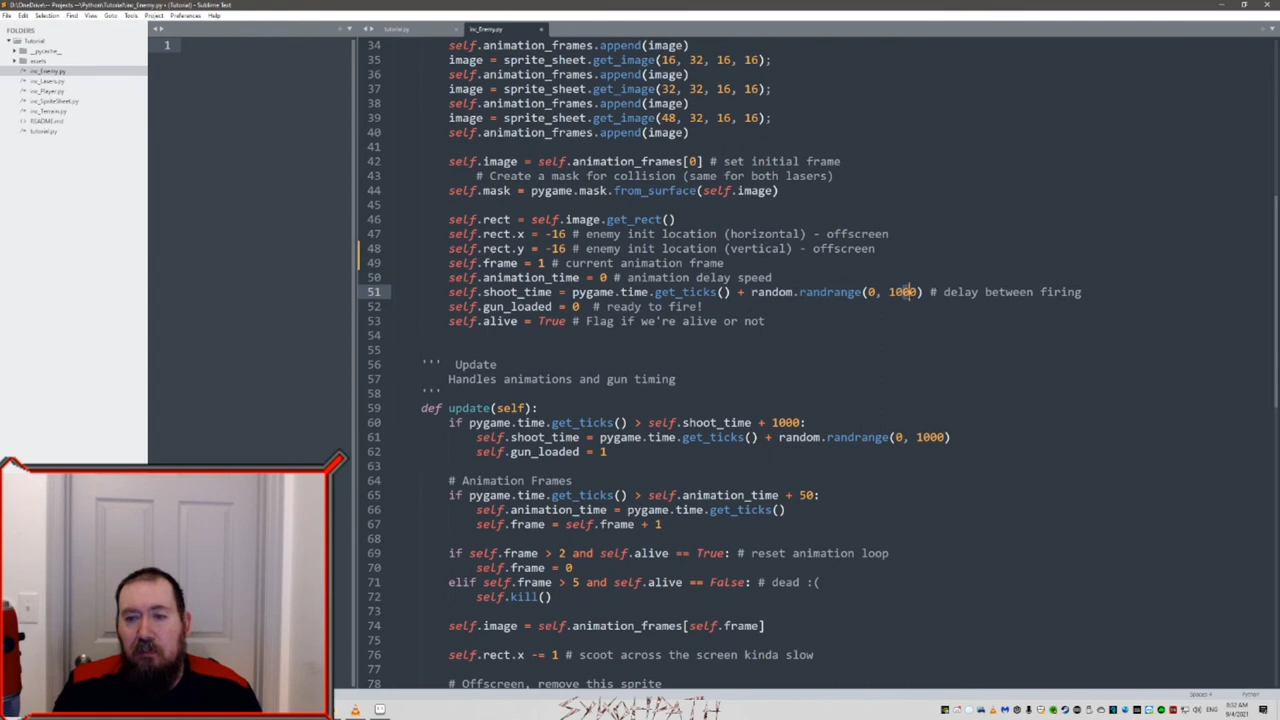 D:\OneDrive\-- Projects --\Python\Tutorial\inc_Enemy.py • (Tutorial) - Sublime Text
File Edit Selection Find View Goto Tools Project Preferences Help
FOLDERS
Tutorial
__pycache__
assets
inc_Enemy.py
inc_Lasers.py
inc_Player.py
inc_SpriteSheet.py
inc_Terrain.py
README.md
tutorial.py
1
tutorial.py
inc_Enemy.py
34 self.animation_frames.append(image)
35 image = sprite_sheet.get_image(16, 32, 16, 16);
36 self.animation_frames.append(image)
37 image = sprite_sheet.get_image(32, 32, 16, 16);
38 self.animation_frames.append(image)
39 image = sprite_sheet.get_image(48, 32, 16, 16);
40 self.animation_frames.append(image)
41
42 self.image = self.animation_frames[0] # set initial frame
43 # Create a mask for collision (same for both lasers)
44 self.mask = pygame.mask.from_surface(self.image)
45
46 self.rect = self.image.get_rect()
47 self.rect.x = -16 # enemy init location (horizontal) - offscreen
48 self.rect.y = -16 # enemy init location (vertical) - offscreen
49 self.frame = 1 # current animation frame
50 self.animation_time = 0 # animation delay speed
51 self.shoot_time = pygame.time.get_ticks() + random.randrange(0, 1000) # delay between firing
52 self.gun_loaded = 0 # ready to fire!
53 self.alive = True # Flag if we're alive or not
54
55
56 ''' Update
57 Handles animations and gun timing
58 '''
59 def update(self):
60 if pygame.time.get_ticks() > self.shoot_time + 1000:
61 self.shoot_time = pygame.time.get_ticks() + random.randrange(0, 1000)
62 self.gun_loaded = 1
63
64 # Animation Frames
65 if pygame.time.get_ticks() > self.animation_time + 50:
66 self.animation_time = pygame.time.get_ticks()
67 self.frame = self.frame + 1
68
69 if self.frame > 2 and self.alive == True: # reset animation loop
70 self.frame = 0
71 elif self.frame > 5 and self.alive == False: # dead :(
72 self.kill()
73
74 self.image = self.animation_frames[self.frame]
75
76 self.rect.x -= 1 # scoot across the screen kinda slow
77
78 # Offscreen, remove this sprite
Spaces: 4
Python
ENG
9:32 AM
9/4/2021